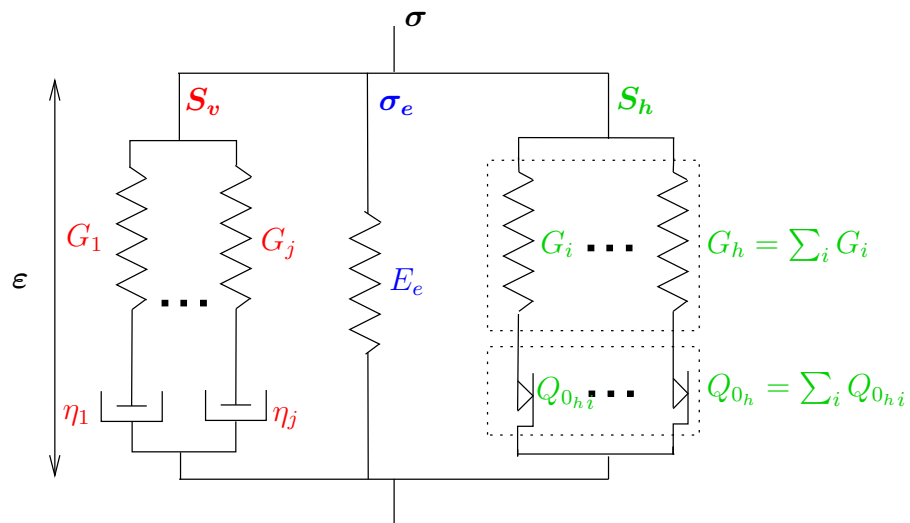 σ
S_v σ_e S_h
G_1 G_j G_i ... G_h = ∑_i G_i
ε E_e ...
η_1 η_j Q_{0_h i} ... Q_{0_h} = ∑_i Q_{0_h i}